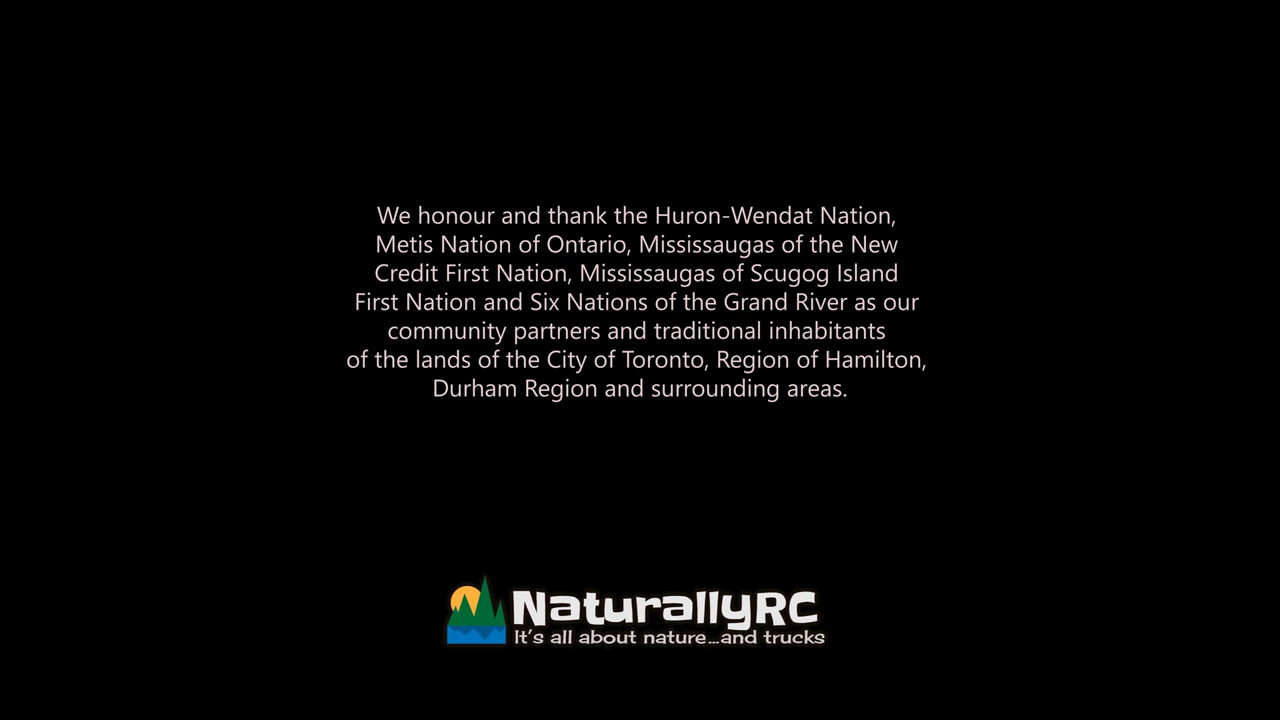 We honour and thank the Huron-Wendat Nation,
Metis Nation of Ontario, Mississaugas of the New
Credit First Nation, Mississaugas of Scugog Island
First Nation and Six Nations of the Grand River as our
community partners and traditional inhabitants
of the lands of the City of Toronto, Region of Hamilton,
Durham Region and surrounding areas.
NaturallyRC
It's all about nature...and trucks